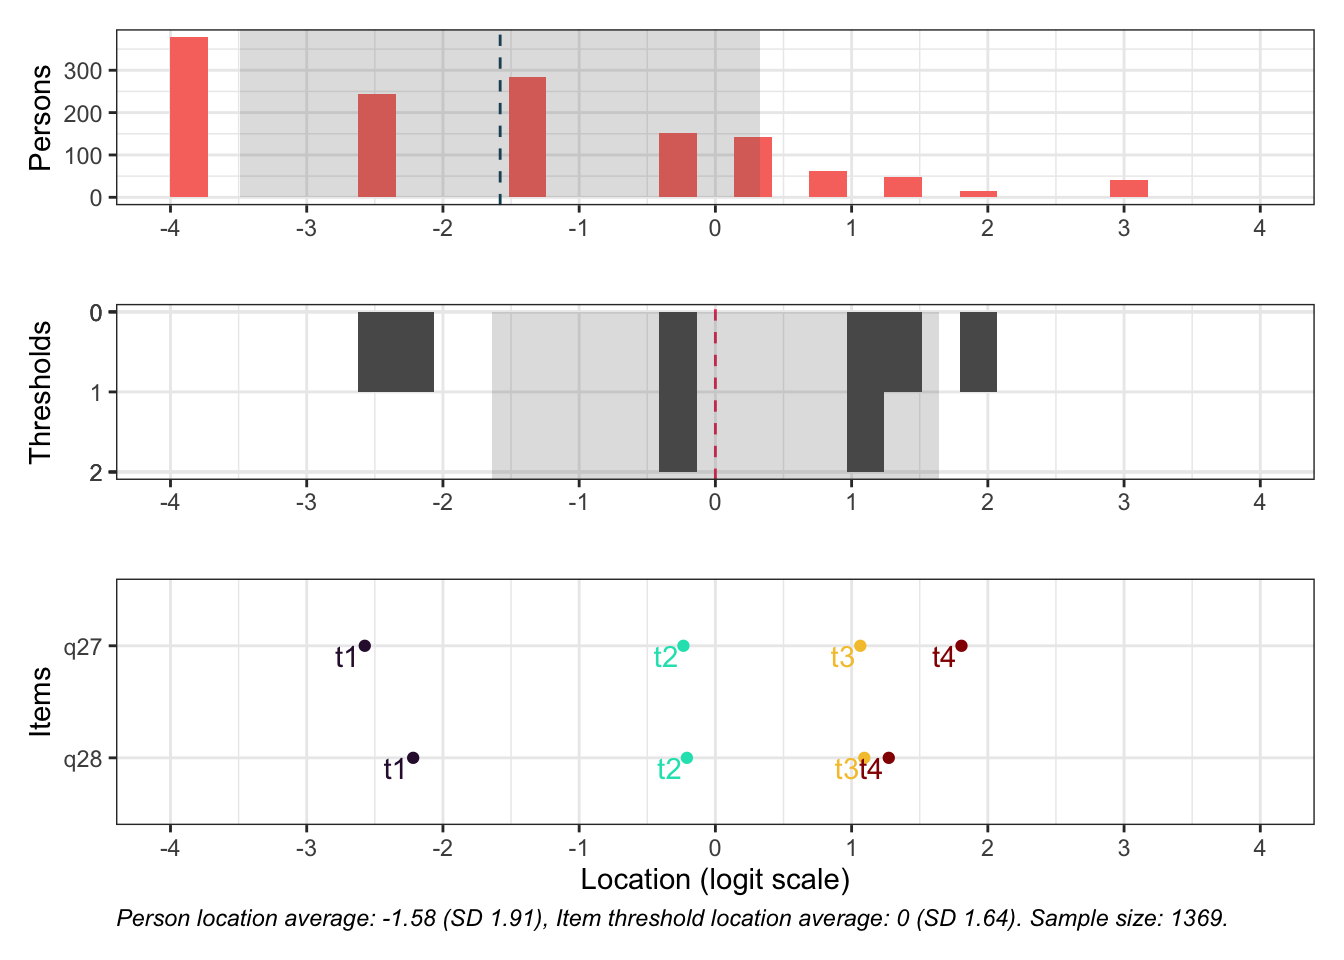 Persons
300
200
100
0
-4 -3 -2 -1 0 1 2 3 4
Thresholds
0
1
2
-4 -3 -2 -1 0 1 2 3 4
Items
q27
t1 t2 t3 t4
q28
t1 t2 t3 t4
-4 -3 -2 -1 0 1 2 3 4
Location (logit scale)
Person location average: -1.58 (SD 1.91), Item threshold location average: 0 (SD 1.64). Sample size: 1369.